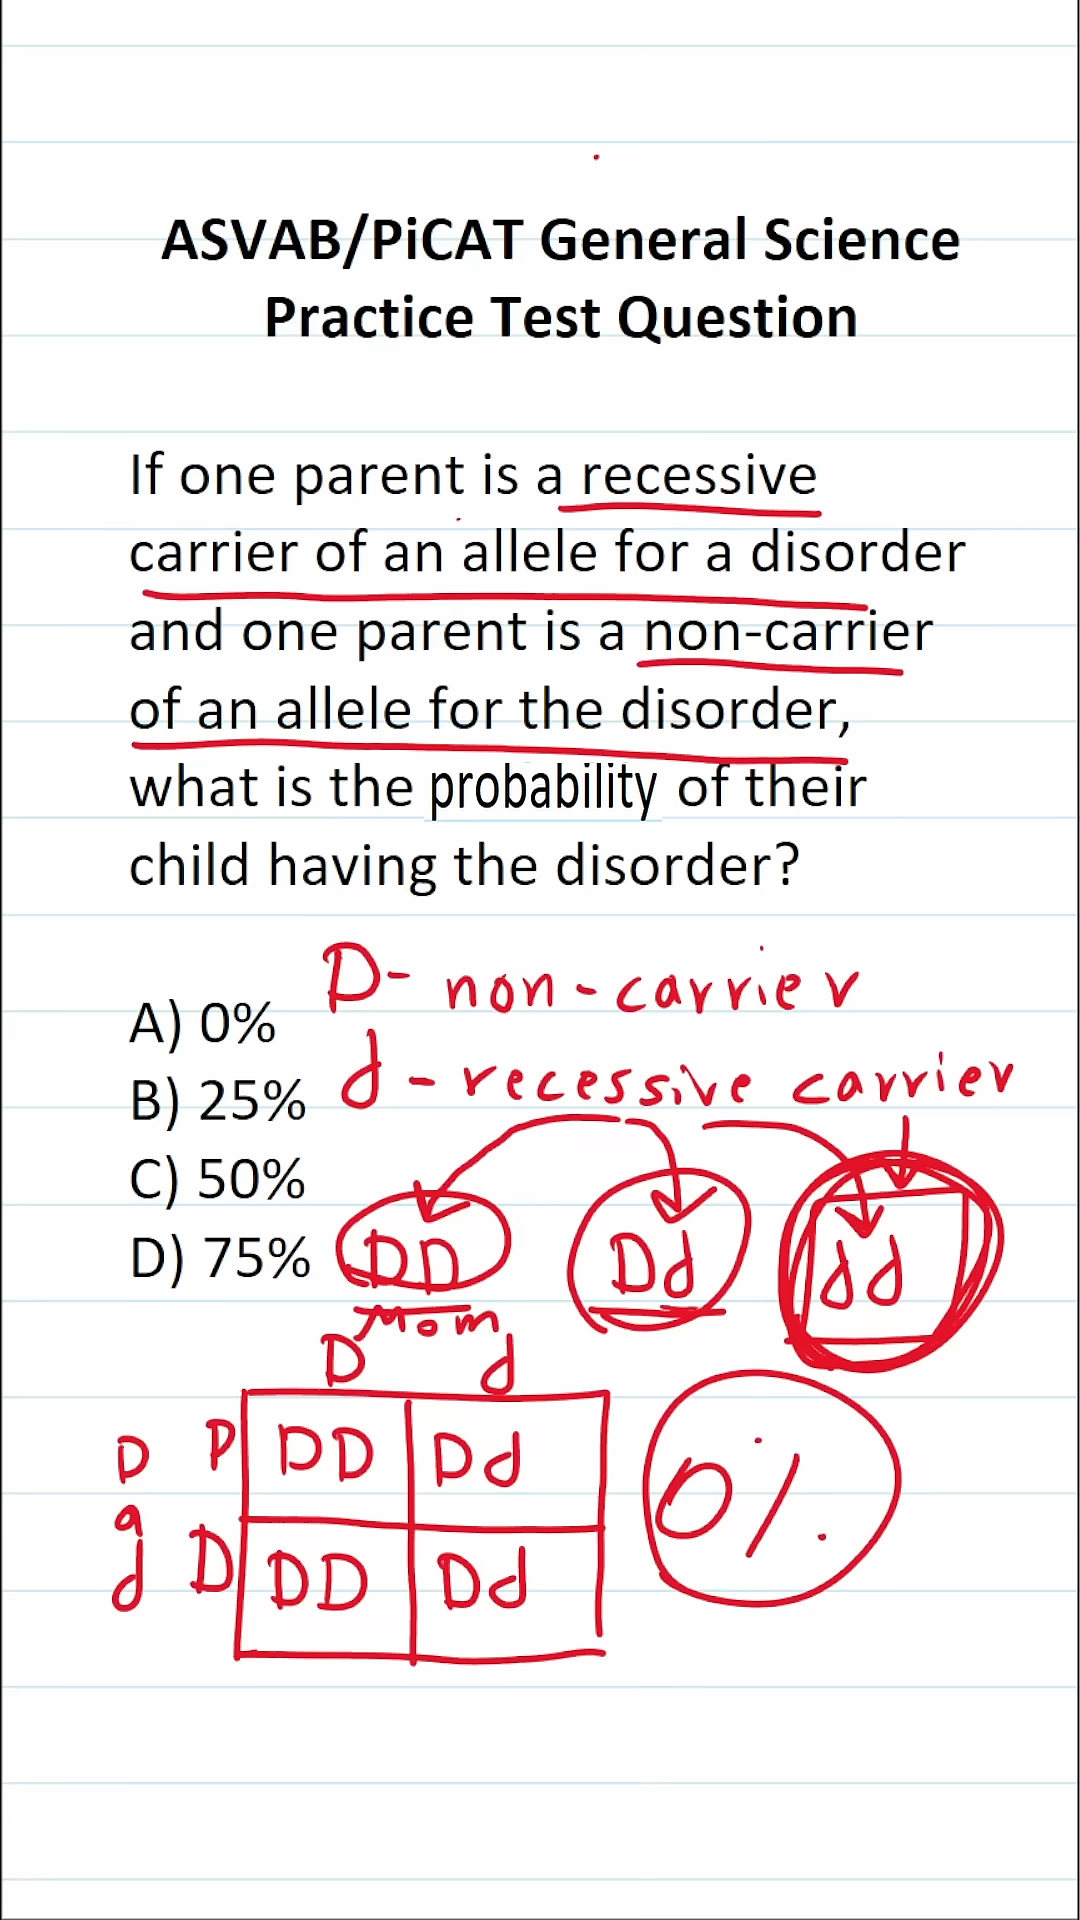 ASVAB/PiCAT General Science
Practice Test Question
If one parent is a recessive
carrier of an allele for a disorder
and one parent is a non-carrier
of an allele for the disorder,
what is the probability of their
child having the disorder?
D- non-carrier
A) 0%
d - recessive carrier
B) 25%
C) 50%
D) 75%
DD Dd dd
Mom
D d
D DD Dd
D DD Dd
Dad
0%